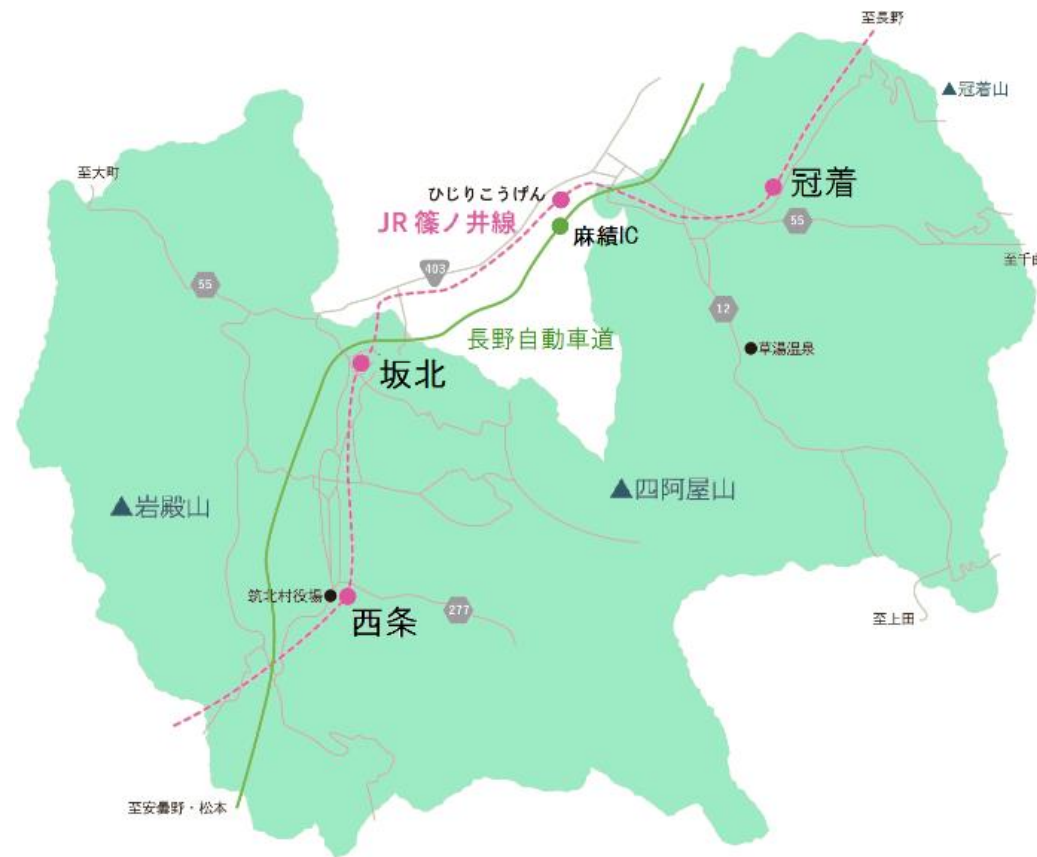 至長野
▲冠着山
至大町
ひじりこうげん
冠着
JR 篠ノ井線
麻績IC
55
403
55
至千曲
12
長野自動車道
草湯温泉
坂北
▲四阿屋山
▲岩殿山
筑北村役場
277
西条
至上田
至安曇野・松本